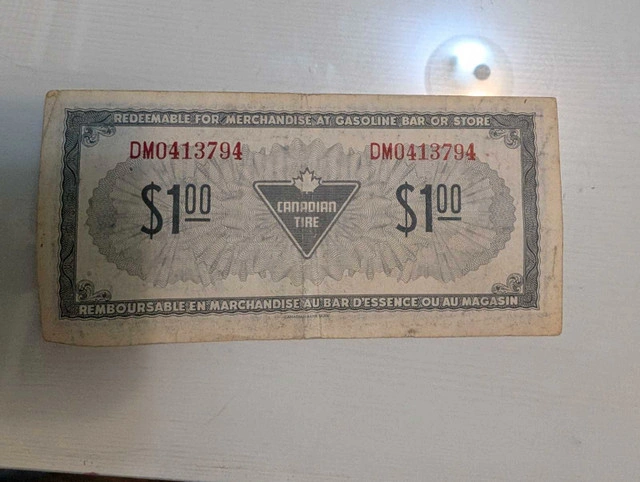 REDEEMABLE FOR MERCHANDISE AT GASOLINE BAR OR STORE
DM0413794 DM0413794
$1.00 CANADIAN TIRE $1.00
REMBOURSABLE EN MARCHANDISE AU BAR D'ESSENCE OU AU MAGASIN